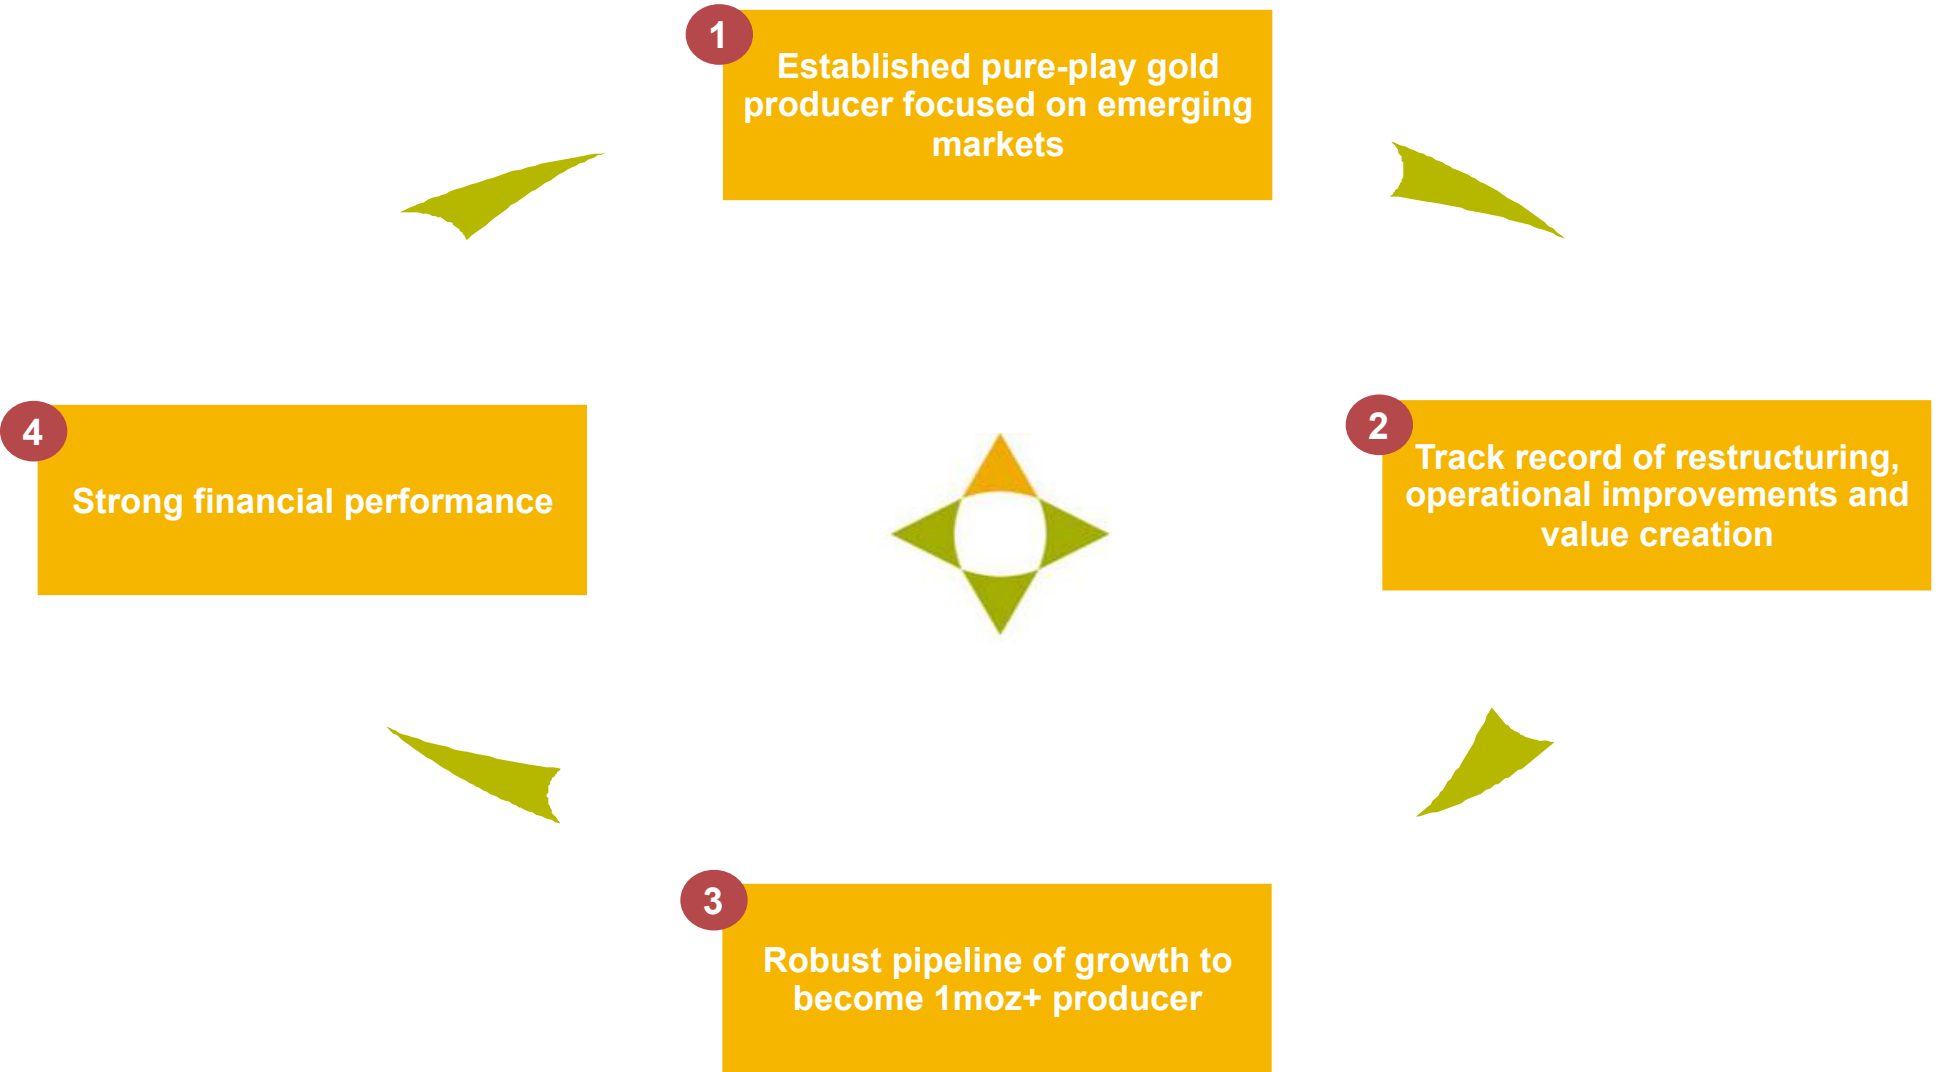 1
Established pure-play gold
producer focused on emerging
markets
2
Track record of restructuring,
operational improvements and
value creation
3
Robust pipeline of growth to
become 1moz+ producer
4
Strong financial performance